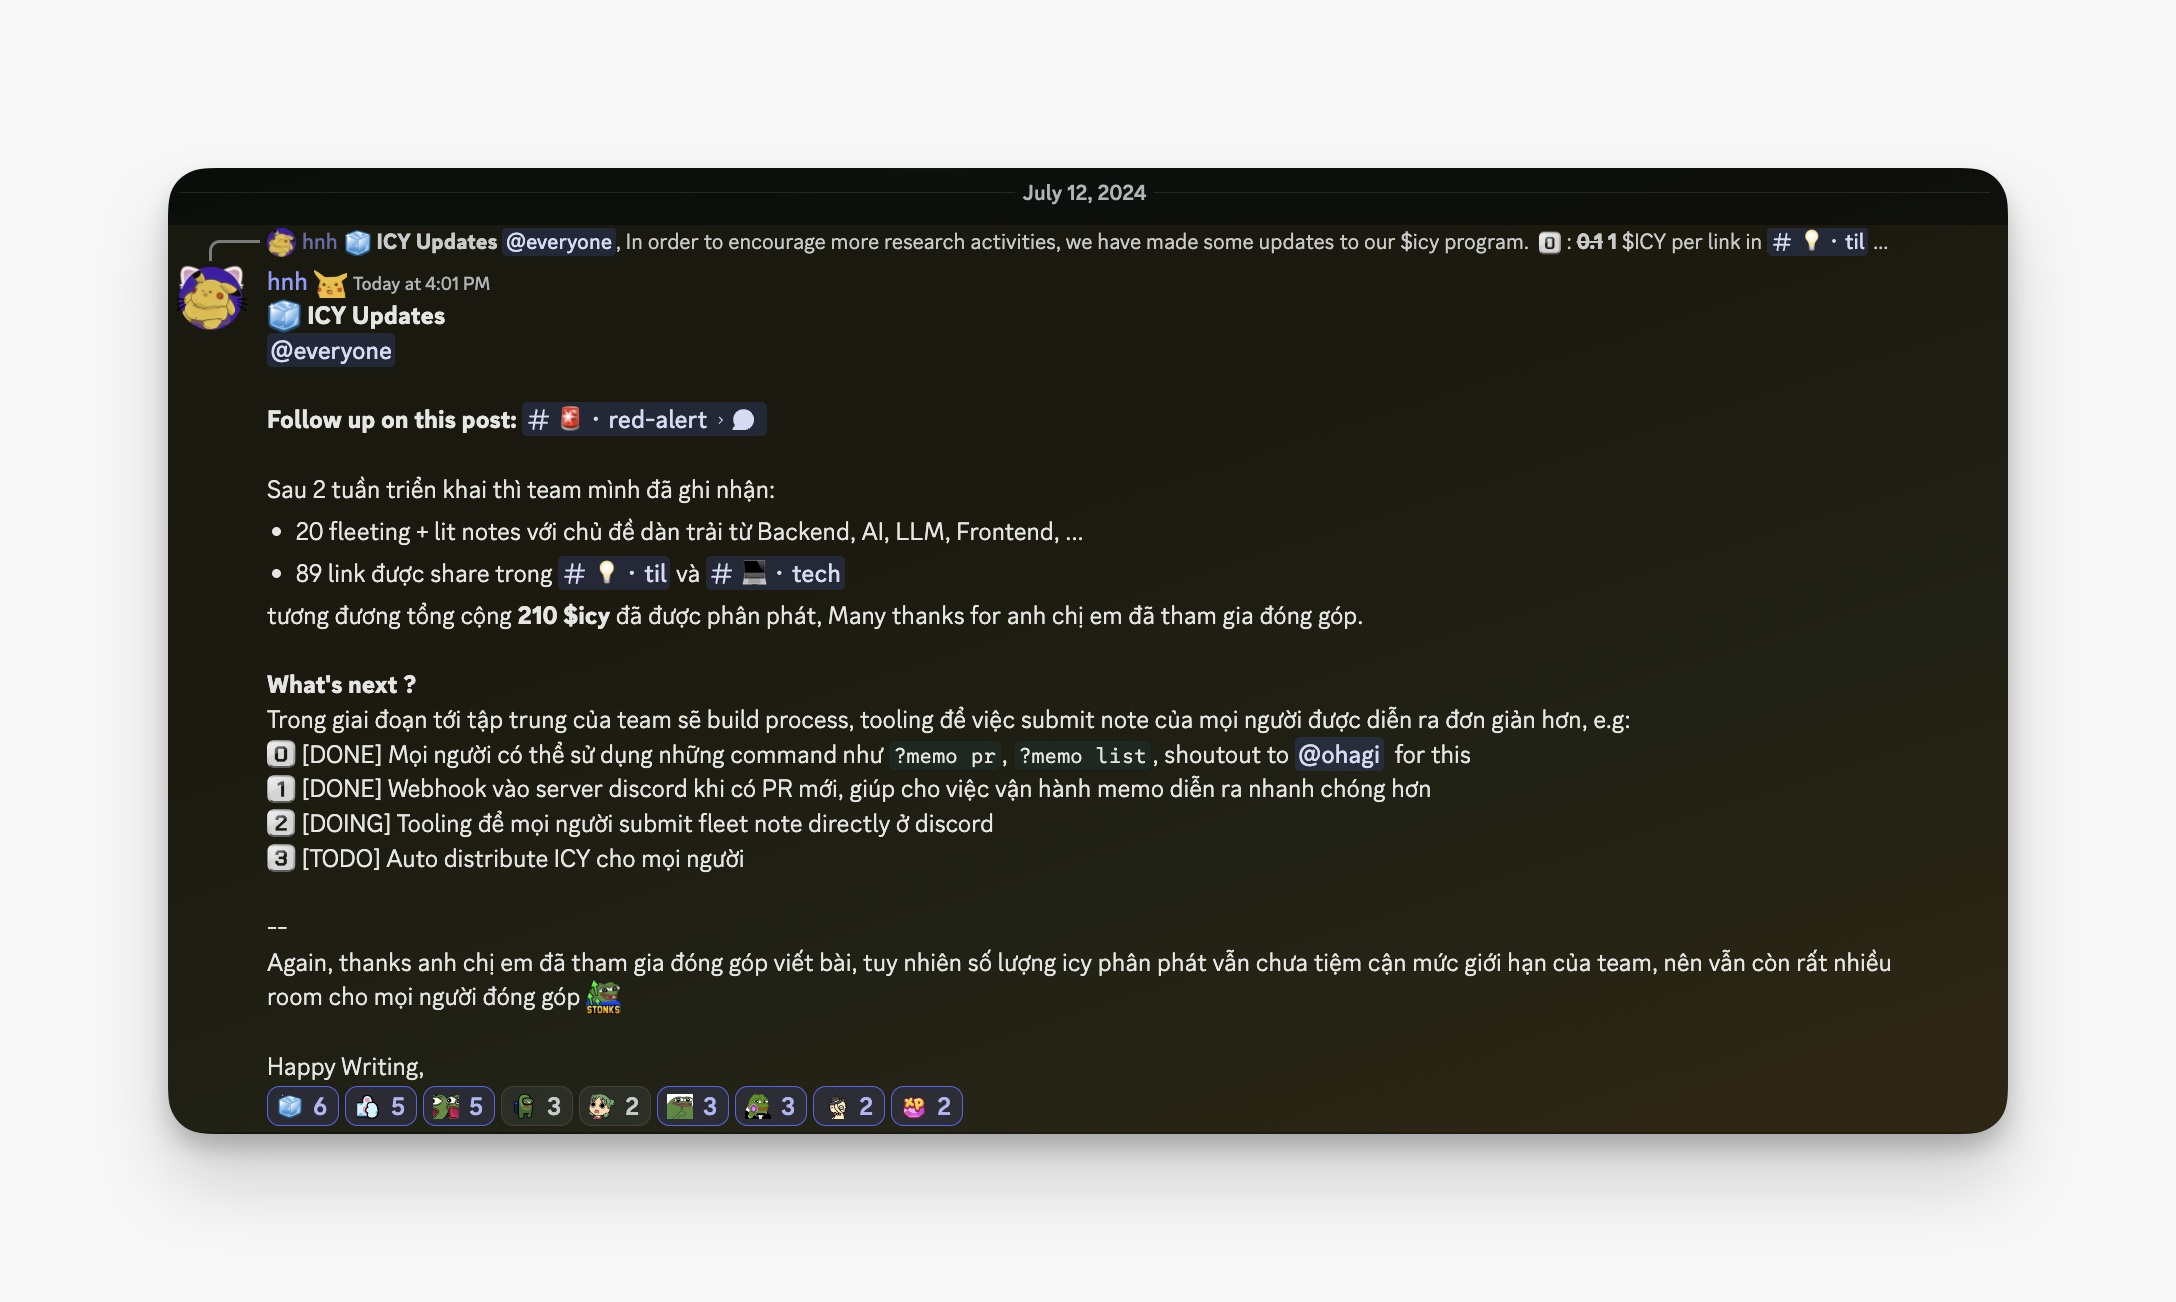 July 12, 2024
hnh 🧊 ICY Updates @everyone, In order to encourage more research activities, we have made some updates to our $icy program. 0️⃣ : 0.1 1 $ICY per link in # 💡・til ...
hnh Today at 4:01 PM
🧊 ICY Updates
@everyone
Follow up on this post: # 🚨・red-alert › 💬
Sau 2 tuần triển khai thì team mình đã ghi nhận:
• 20 fleeting + lit notes với chủ đề dàn trải từ Backend, AI, LLM, Frontend, ...
• 89 link được share trong # 💡・til và # 💻・tech
tương đương tổng cộng 210 $icy đã được phân phát, Many thanks for anh chị em đã tham gia đóng góp.
What's next ?
Trong giai đoạn tới tập trung của team sẽ build process, tooling để việc submit note của mọi người được diễn ra đơn giản hơn, e.g:
0️⃣ [DONE] Mọi người có thể sử dụng những command như ?memo pr, ?memo list, shoutout to @ohagi for this
1️⃣ [DONE] Webhook vào server discord khi có PR mới, giúp cho việc vận hành memo diễn ra nhanh chóng hơn
2️⃣ [DOING] Tooling để mọi người submit fleet note directly ở discord
3️⃣ [TODO] Auto distribute ICY cho mọi người
--
Again, thanks anh chị em đã tham gia đóng góp viết bài, tuy nhiên số lượng icy phân phát vẫn chưa tiệm cận mức giới hạn của team, nên vẫn còn rất nhiều
room cho mọi người đóng góp STONKS
Happy Writing,
6 5 5 3 2 3 3 2 XP 2